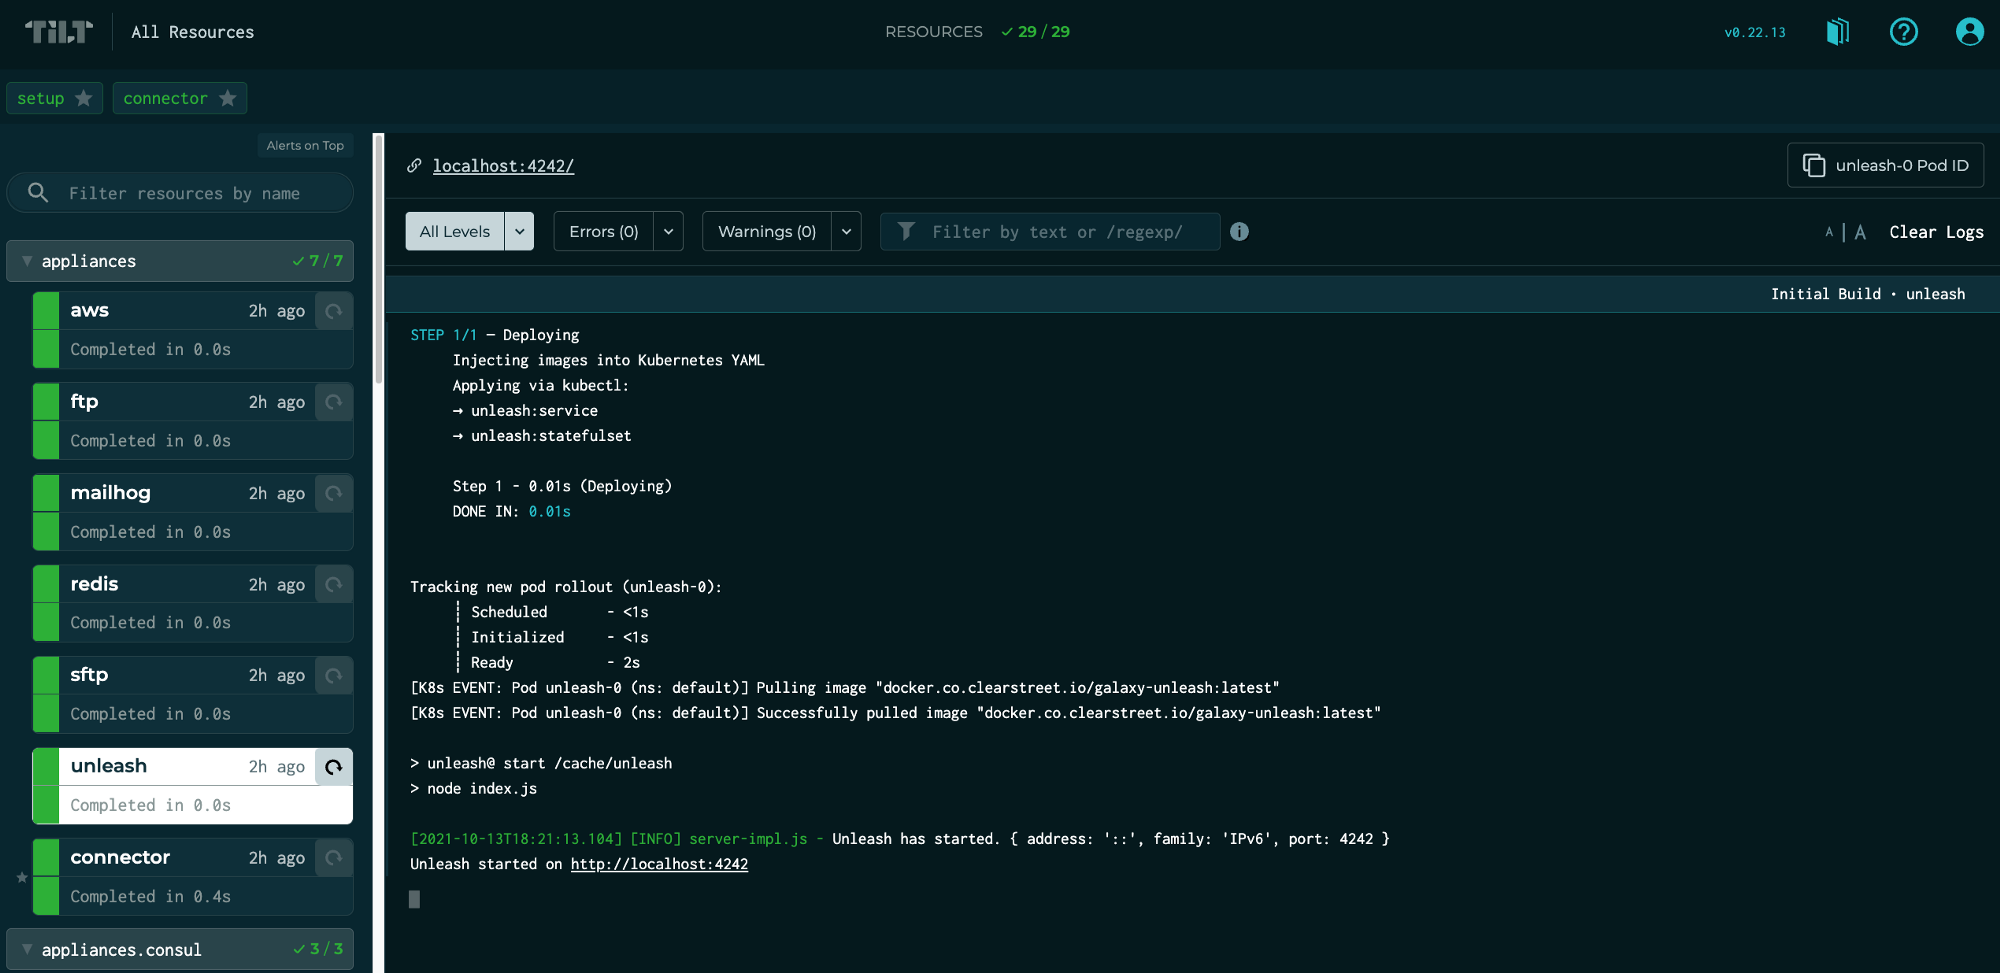 TiLT
All Resources
RESOURCES ✓ 29 / 29
v0.22.13
setup ★
connector ★
Alerts on Top
Filter resources by name
appliances ✓ 7 / 7
aws 2h ago
Completed in 0.0s
ftp 2h ago
Completed in 0.0s
mailhog 2h ago
Completed in 0.0s
redis 2h ago
Completed in 0.0s
sftp 2h ago
Completed in 0.0s
unleash 2h ago
Completed in 0.0s
connector 2h ago
Completed in 0.4s
appliances.consul ✓ 3 / 3
localhost:4242/
unleash-0 Pod ID
All Levels
Errors (0)
Warnings (0)
Filter by text or /regexp/
A | A
Clear Logs
Initial Build • unleash
STEP 1/1 — Deploying
Injecting images into Kubernetes YAML
Applying via kubectl:
→ unleash:service
→ unleash:statefulset
Step 1 - 0.01s (Deploying)
DONE IN: 0.01s
Tracking new pod rollout (unleash-0):
┊ Scheduled - <1s
┊ Initialized - <1s
┊ Ready - 2s
[K8s EVENT: Pod unleash-0 (ns: default)] Pulling image "docker.co.clearstreet.io/galaxy-unleash:latest"
[K8s EVENT: Pod unleash-0 (ns: default)] Successfully pulled image "docker.co.clearstreet.io/galaxy-unleash:latest"
> unleash@ start /cache/unleash
> node index.js
[2021-10-13T18:21:13.104] [INFO] server-impl.js - Unleash has started. { address: '::', family: 'IPv6', port: 4242 }
Unleash started on http://localhost:4242